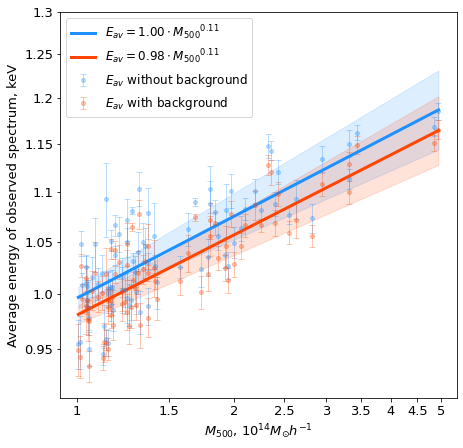 1.3
1.25
1.2
1.15
1.1
1.05
1.0
0.95
Average energy of observed spectrum, keV
E_av = 1.00 · M_500^0.11
E_av = 0.98 · M_500^0.11
E_av without background
E_av with background
1 1.5 2 2.5 3 3.5 4 4.5 5
M_500, 10^14 M_⊙ h^−1